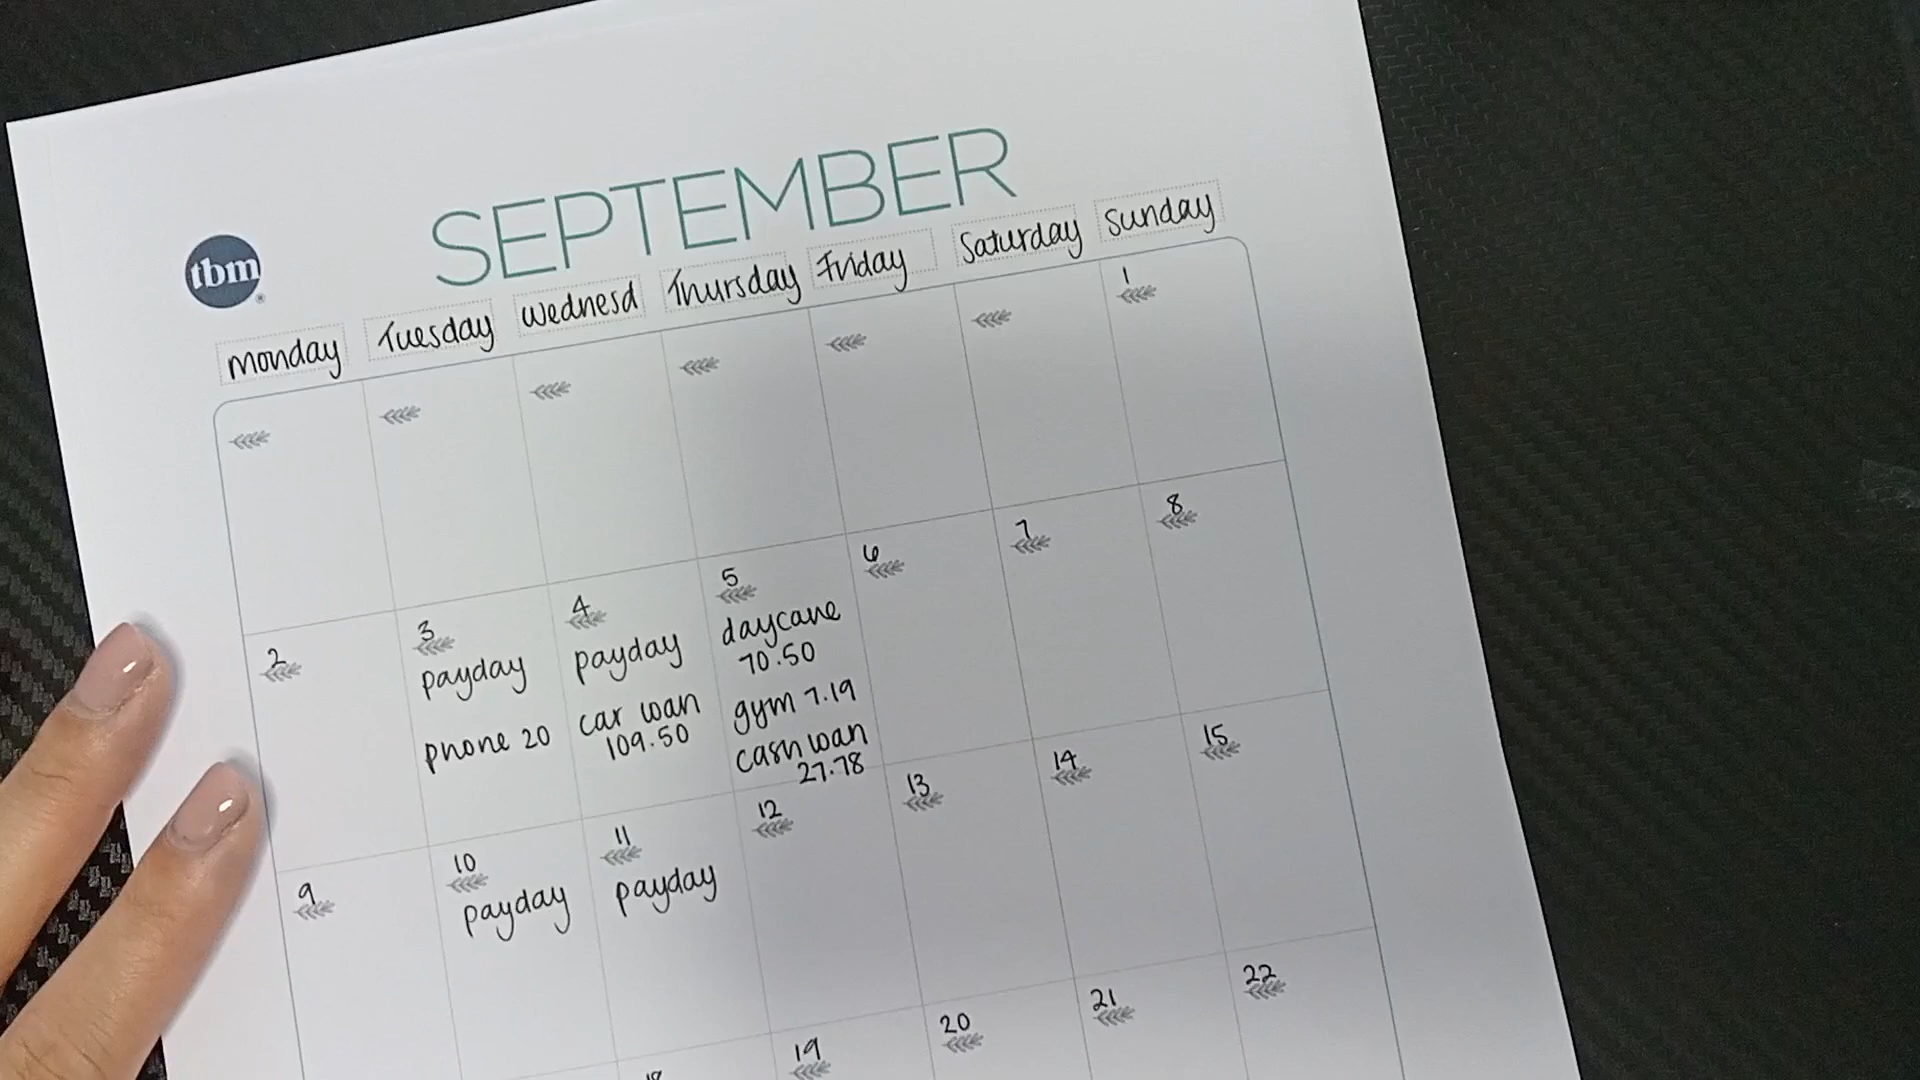 SEPTEMBER
tbm
monday Tuesday wednesd Thursday Friday Saturday Sunday
1
2
3
payday
phone 20
4
payday
car loan
109.50
5
daycare
70.50
gym 7.19
cash loan
27.78
6
7
8
9
10
payday
11
payday
12
13
14
15
18
19
20
21
22